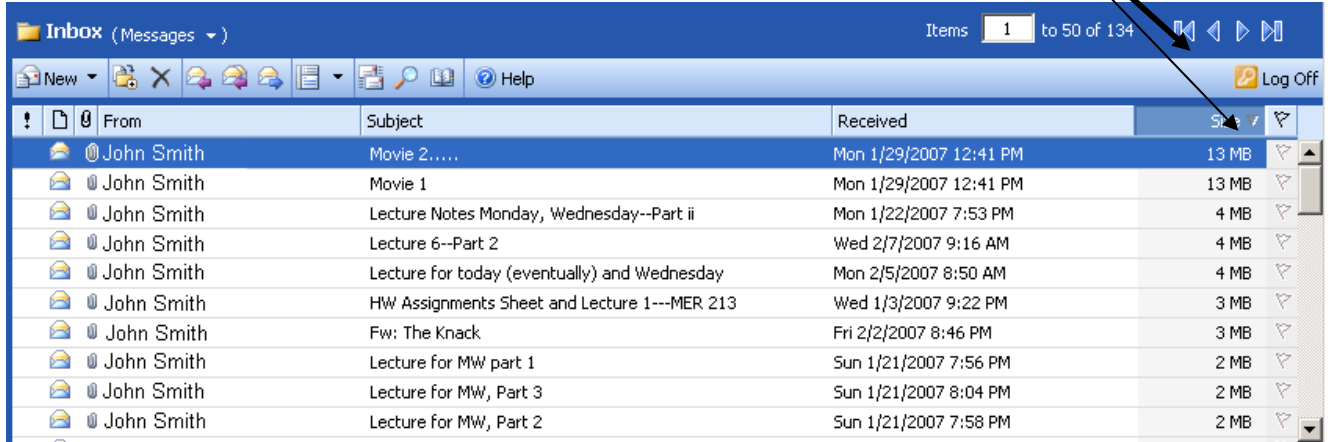 Inbox (Messages ) Items 1 to 50 of 134
New Help Log Off
! From Subject Received Size
John Smith Movie 2..... Mon 1/29/2007 12:41 PM 13 MB
John Smith Movie 1 Mon 1/29/2007 12:41 PM 13 MB
John Smith Lecture Notes Monday, Wednesday--Part ii Mon 1/22/2007 7:53 PM 4 MB
John Smith Lecture 6--Part 2 Wed 2/7/2007 9:16 AM 4 MB
John Smith Lecture for today (eventually) and Wednesday Mon 2/5/2007 8:50 AM 4 MB
John Smith HW Assignments Sheet and Lecture 1---MER 213 Wed 1/3/2007 9:22 PM 3 MB
John Smith Fw: The Knack Fri 2/2/2007 8:46 PM 3 MB
John Smith Lecture for MW part 1 Sun 1/21/2007 7:56 PM 2 MB
John Smith Lecture for MW, Part 3 Sun 1/21/2007 8:04 PM 2 MB
John Smith Lecture for MW, Part 2 Sun 1/21/2007 7:58 PM 2 MB